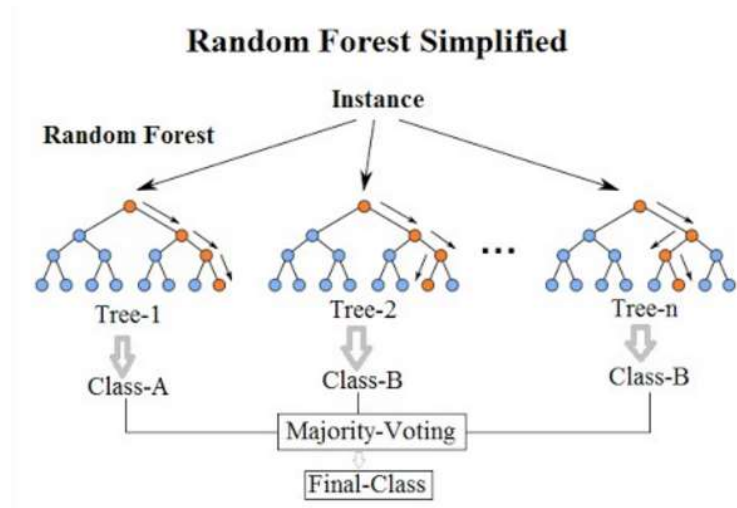 Random Forest Simplified
Instance
Random Forest
...
Tree-1
Tree-2
Tree-n
Class-A
Class-B
Class-B
Majority-Voting
Final-Class